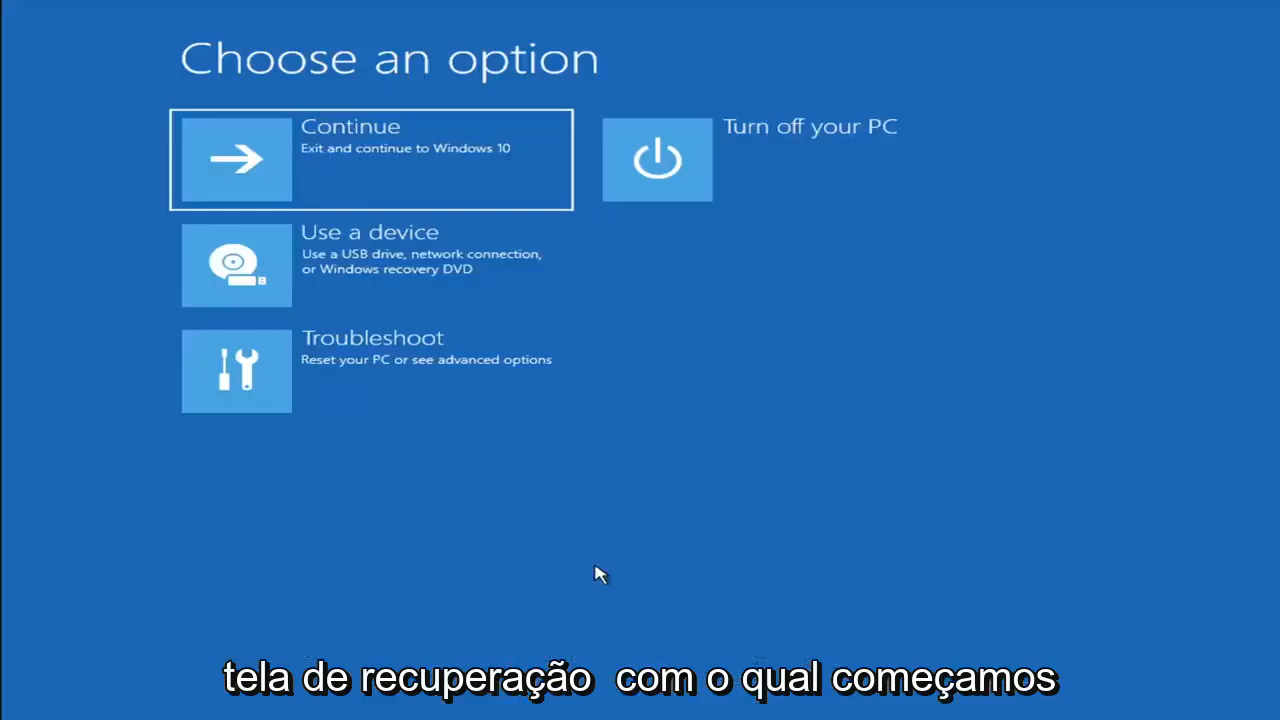 Choose an option
Continue
Exit and continue to Windows 10
Turn off your PC
Use a device
Use a USB drive, network connection,
or Windows recovery DVD
Troubleshoot
Reset your PC or see advanced options
tela de recuperação com o qual começamos